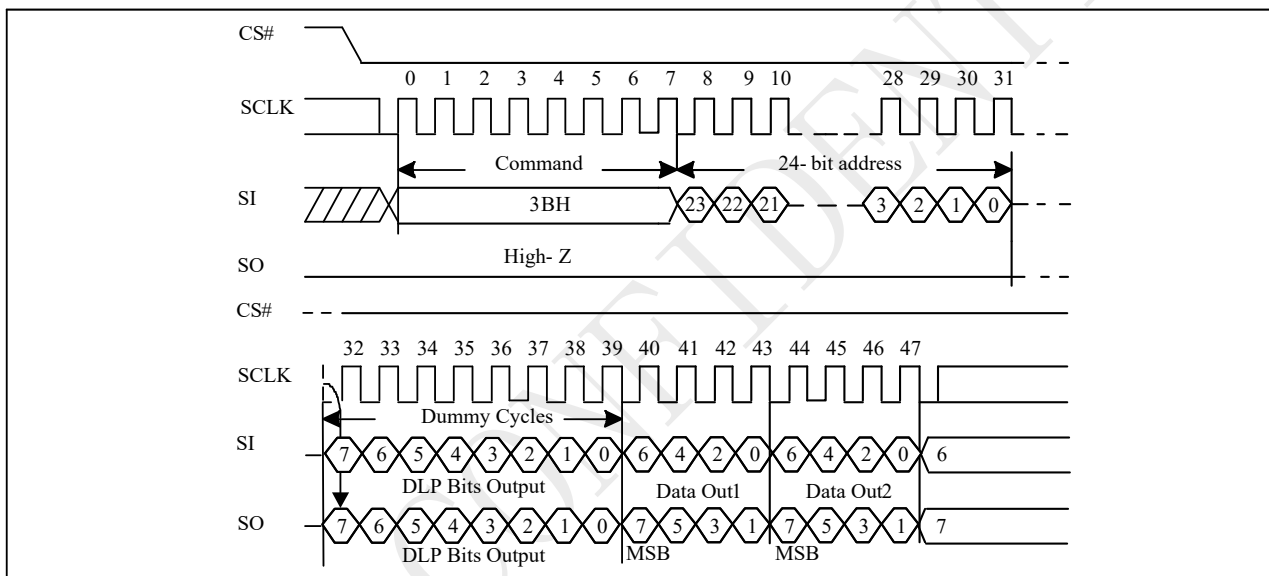 CS#
0 1 2 3 4 5 6 7 8 9 10 28 29 30 31
SCLK
Command 24- bit address
SI 3BH 23 22 21 3 2 1 0
SO High- Z
CS#
32 33 34 35 36 37 38 39 40 41 42 43 44 45 46 47
SCLK
Dummy Cycles
SI 7 6 5 4 3 2 1 0 6 4 2 0 6 4 2 0 6
DLP Bits Output Data Out1 Data Out2
SO 7 6 5 4 3 2 1 0 7 5 3 1 7 5 3 1 7
DLP Bits Output MSB MSB
CONFIDENT